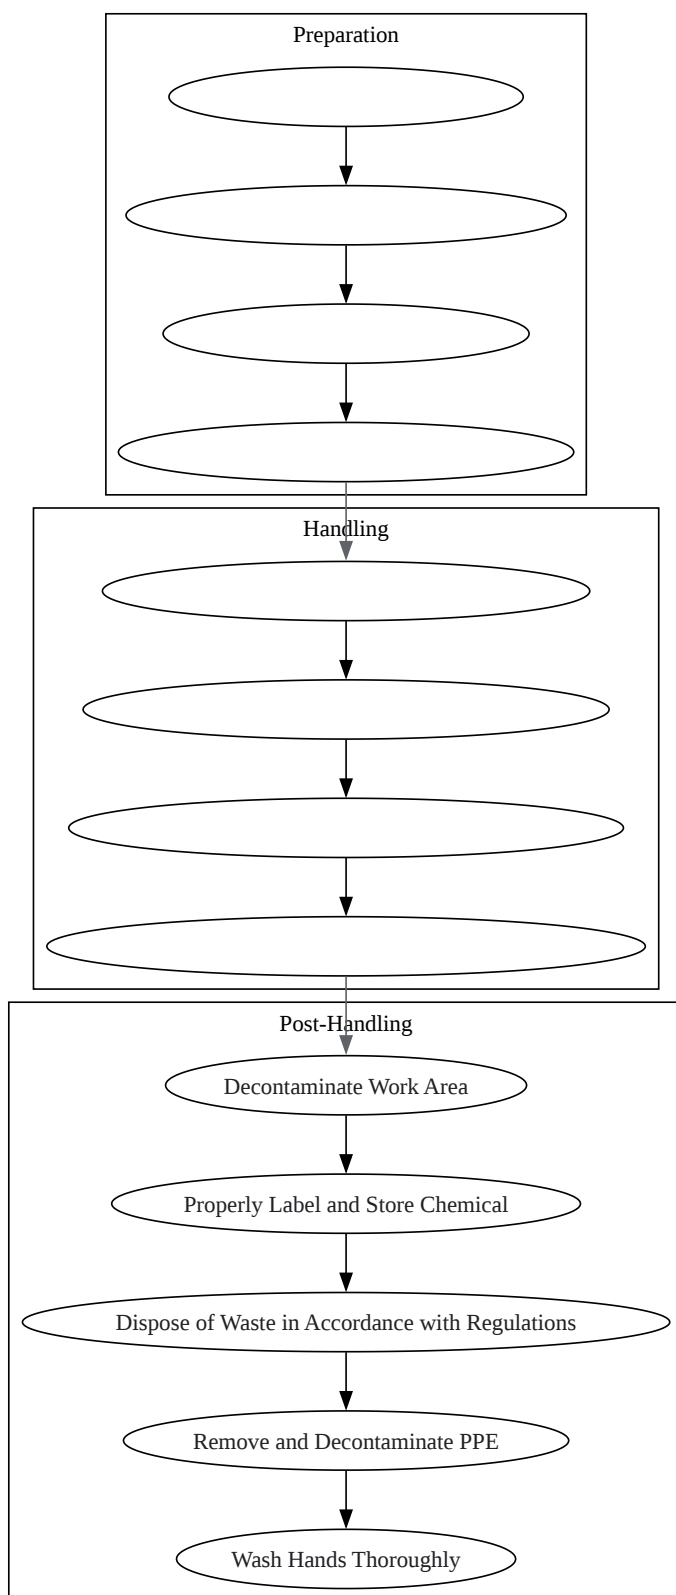 Preparation
Handling
Post-Handling
Decontaminate Work Area
Properly Label and Store Chemical
Dispose of Waste in Accordance with Regulations
Remove and Decontaminate PPE
Wash Hands Thoroughly